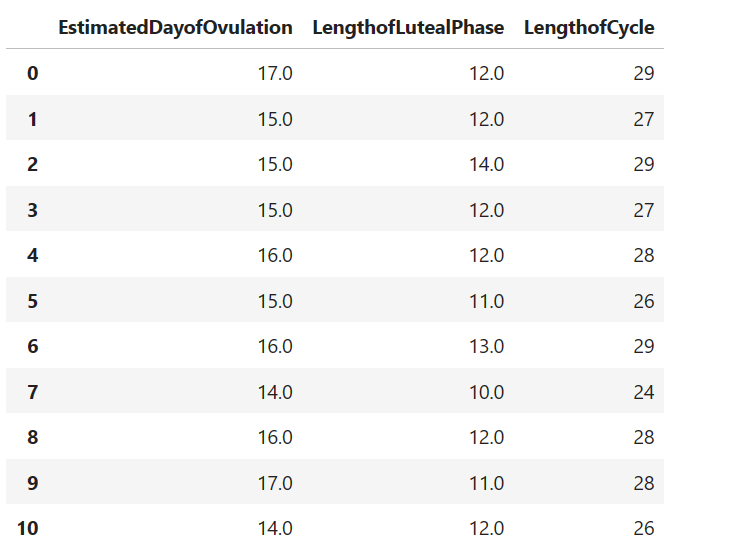 EstimatedDayofOvulation LengthofLutealPhase LengthofCycle
0 17.0 12.0 29
1 15.0 12.0 27
2 15.0 14.0 29
3 15.0 12.0 27
4 16.0 12.0 28
5 15.0 11.0 26
6 16.0 13.0 29
7 14.0 10.0 24
8 16.0 12.0 28
9 17.0 11.0 28
10 14.0 12.0 26